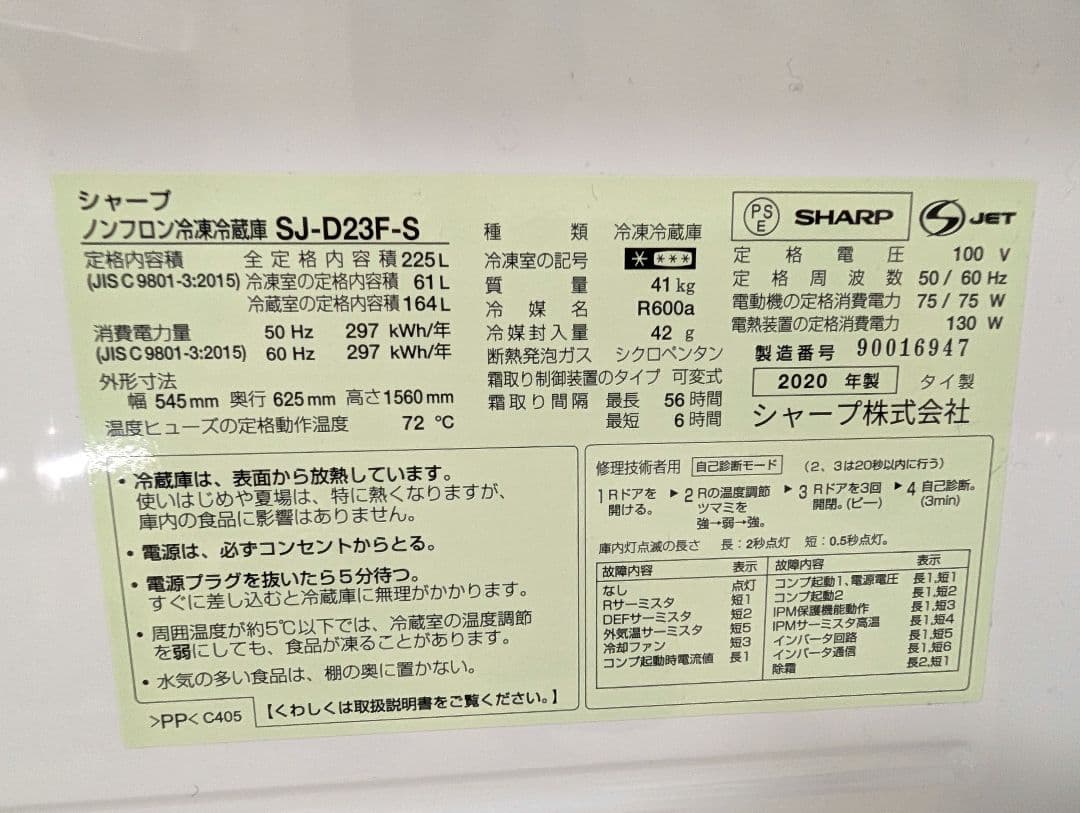 シャープ
ノンフロン冷凍冷蔵庫 SJ-D23F-S
定格内容積 全定格内容積 225L
(JIS C 9801-3:2015) 冷凍室の定格内容積 61L
冷蔵室の定格内容積 164L
消費電力量 50 Hz 297 kWh/年
(JIS C 9801-3:2015) 60 Hz 297 kWh/年
外形寸法
幅 545mm 奥行 625mm 高さ1560mm
温度ヒューズの定格動作温度 72 ℃
種類 冷凍冷蔵庫
冷凍室の記号 * ***
質量 41kg
冷媒名 R600a
冷媒封入量 42 g
断熱発泡ガス シクロペンタン
霜取り制御装置のタイプ 可変式
霜取り間隔 最長 56時間
最短 6時間
PS
E
SHARP
S JET
定格電圧 100 V
定格周波数 50/60 Hz
電動機の定格消費電力 75/75 W
電熱装置の定格消費電力 130 W
製造番号 90016947
2020 年製 タイ製
シャープ株式会社
・冷蔵庫は、表面から放熱しています。
使いはじめや夏場は、特に熱くなりますが、
庫内の食品に影響はありません。
・電源は、必ずコンセントからとる。
・電源プラグを抜いたら5分待つ。
すぐに差し込むと冷蔵庫に無理がかかります。
・周囲温度が約5℃以下では、冷蔵室の温度調節
を弱にしても、食品が凍ることがあります。
・水気の多い食品は、棚の奥に置かない。
>PP< C405
【くわしくは取扱説明書をご覧ください。】
修理技術者用 自己診断モード (2、3は20秒以内に行う)
1 Rドアを
開ける。
▶ 2 Rの温度調節
ツマミを
強→弱→強。
▶ 3 Rドアを3回
開閉。(ピー)
▶ 4 自己診断。
(3min)
庫内灯点滅の長さ 長:2秒点灯 短:0.5秒点灯。
故障内容 表示
なし 点灯
Rサーミスタ 短1
DEFサーミスタ 短2
外気温サーミスタ 短5
冷却ファン 短3
コンプ起動時電流値 長1
故障内容 表示
コンプ起動1、電源電圧 長1、短1
コンプ起動2 長1、短2
IPM保護機能動作 長1、短3
IPMサーミスタ高温 長1、短4
インバータ回路 長1、短5
インバータ通信 長1、短6
除霜 長2、短1